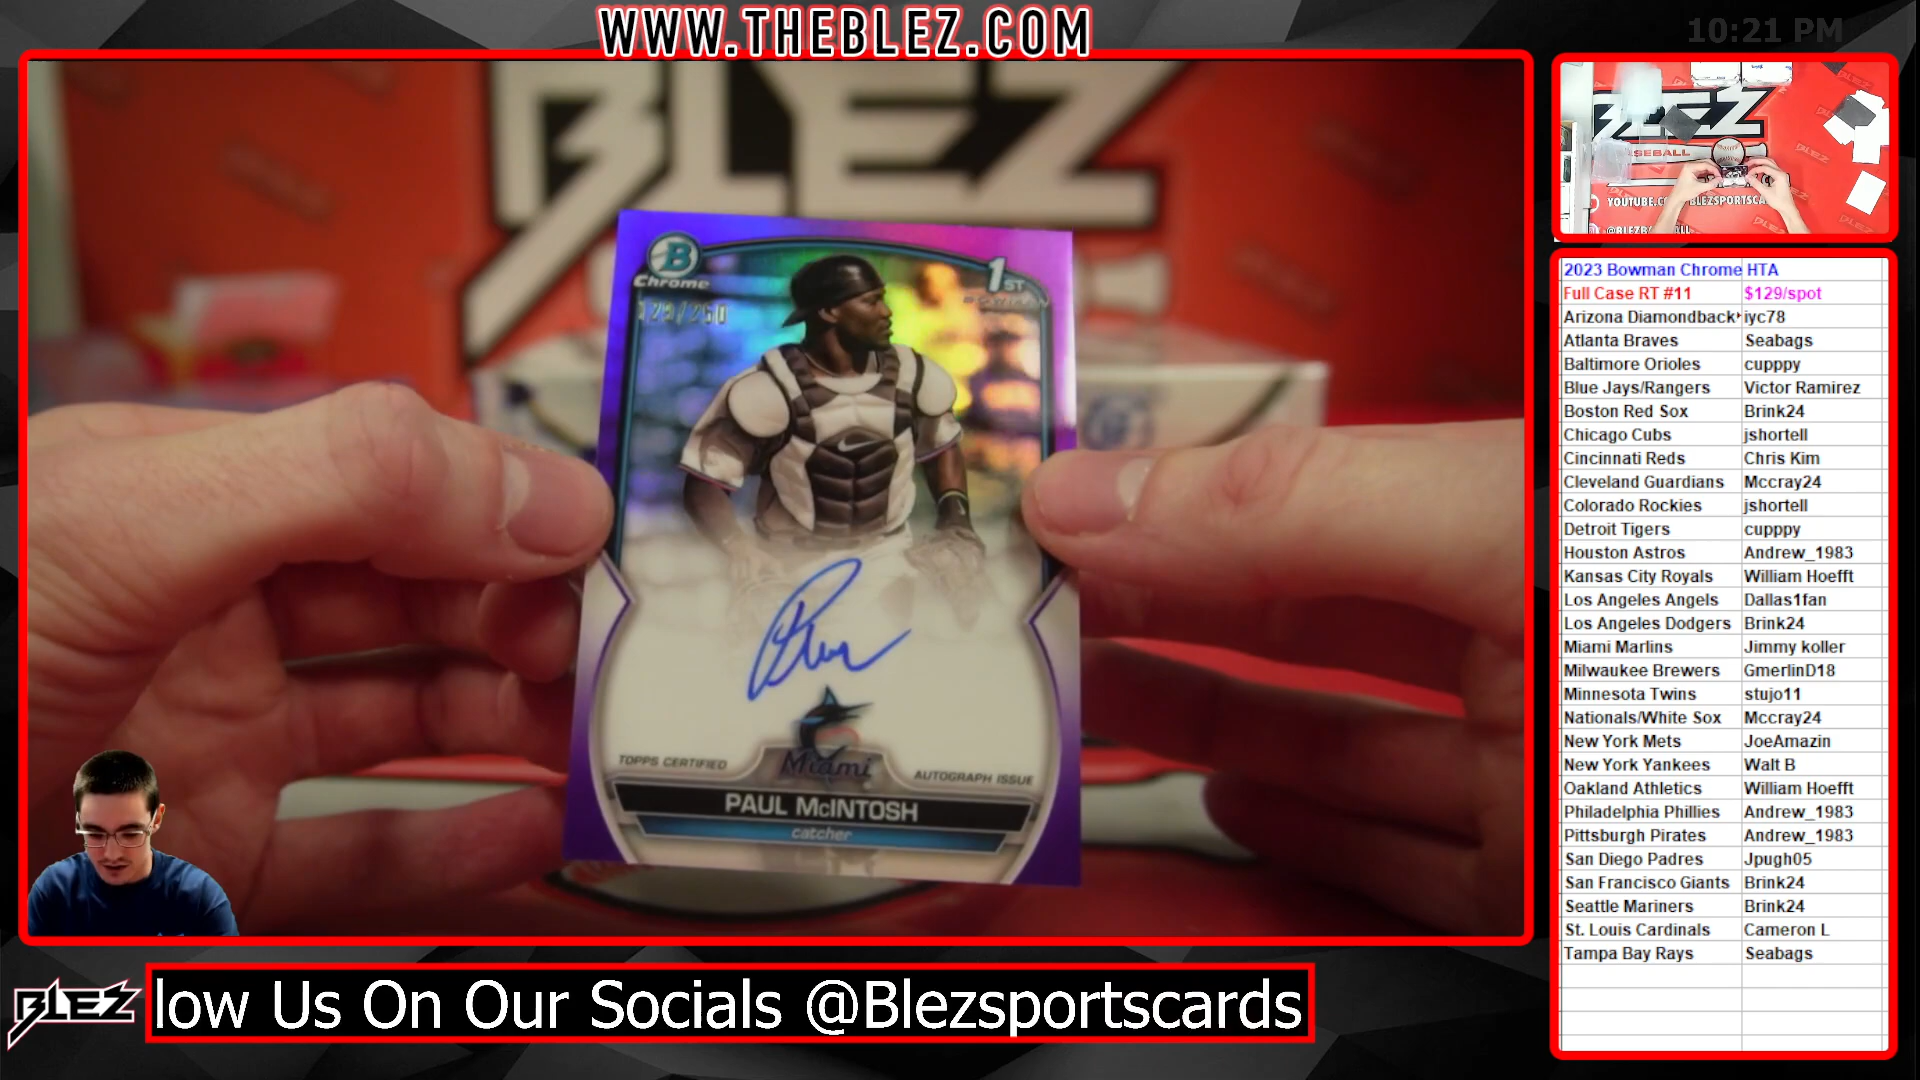 WWW.THEBLEZ.COM
10:21 PM
BLEZ
B
Chrome
1ST
/250
TOPPS CERTIFIED
Miami
AUTOGRAPH ISSUE
PAUL McINTOSH
catcher
BLEZ
low Us On Our Socials @Blezsportscards
BLEZ
2023 Bowman Chrome HTA
Full Case RT #11 $129/spot
Arizona Diamondback iyc78
Atlanta Braves Seabags
Baltimore Orioles cupppy
Blue Jays/Rangers Victor Ramirez
Boston Red Sox Brink24
Chicago Cubs jshortell
Cincinnati Reds Chris Kim
Cleveland Guardians Mccray24
Colorado Rockies jshortell
Detroit Tigers cupppy
Houston Astros Andrew_1983
Kansas City Royals William Hoefft
Los Angeles Angels Dallas1fan
Los Angeles Dodgers Brink24
Miami Marlins Jimmy koller
Milwaukee Brewers GmerlinD18
Minnesota Twins stujo11
Nationals/White Sox Mccray24
New York Mets JoeAmazin
New York Yankees Walt B
Oakland Athletics William Hoefft
Philadelphia Phillies Andrew_1983
Pittsburgh Pirates Andrew_1983
San Diego Padres Jpugh05
San Francisco Giants Brink24
Seattle Mariners Brink24
St. Louis Cardinals Cameron L
Tampa Bay Rays Seabags